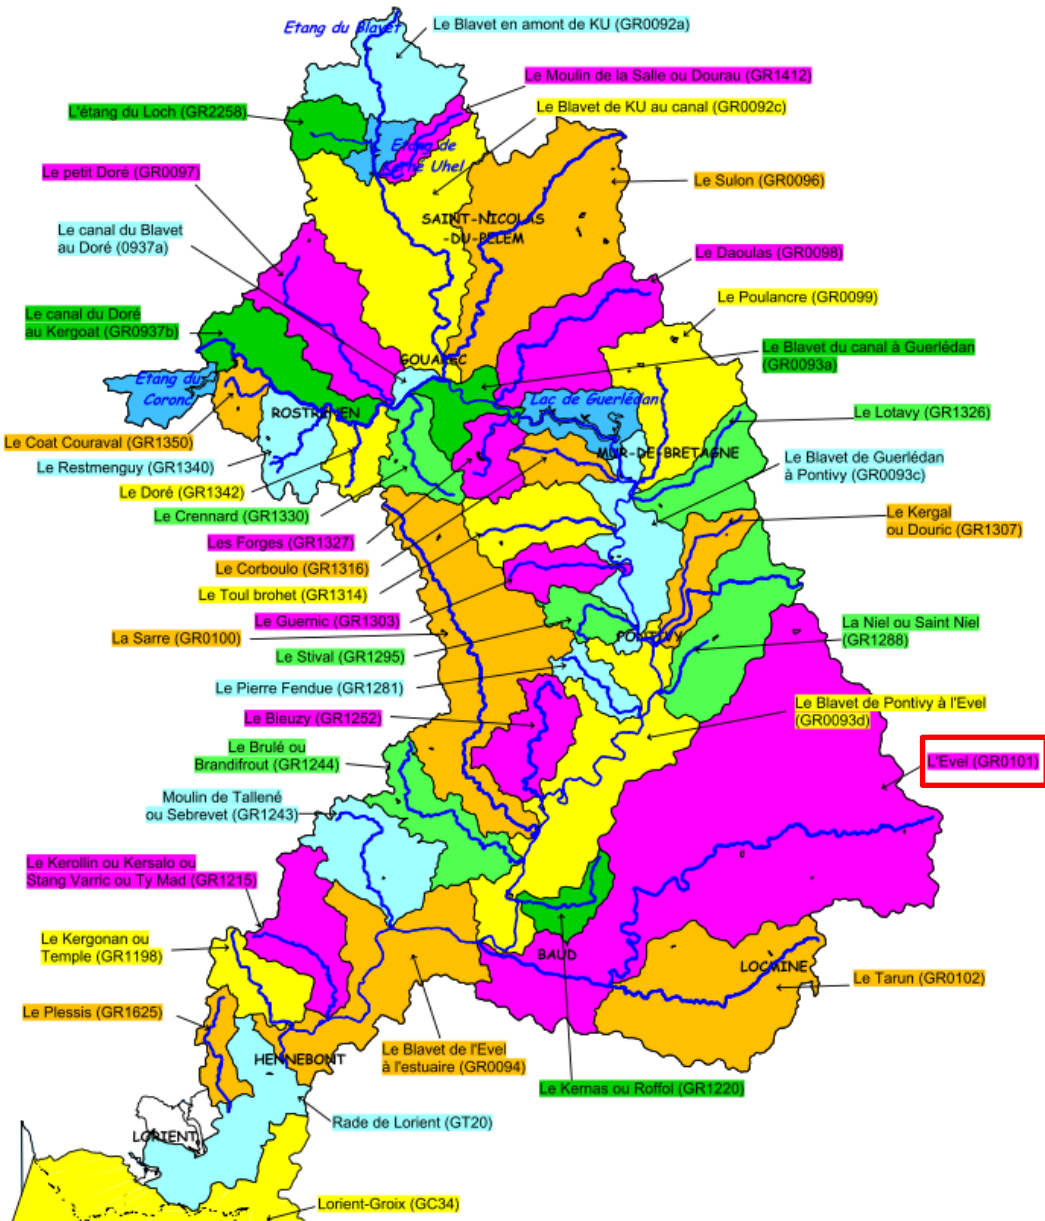 Etang du Blavet
Le Blavet en amont de KU (GR0092a)
Le Moulin de la Salle ou Dourau (GR1412)
L'étang du Loch (GR2258)
Le Blavet de KU au canal (GR0092c)
Etang de
Kerné Uhel
Le petit Doré (GR0097)
Le Sulon (GR0096)
SAINT-NICOLAS
-DU-PELEM
Le canal du Blavet
au Doré (0937a)
Le Daoulas (GR0098)
Le Poulancre (GR0099)
Le canal du Doré
au Kergoat (GR0937b)
GOUAREC
Le Blavet du canal à Guerlédan
(GR0093a)
Etang du
Coronc
Lac de Guerlédan
ROSTRENEN
Le Lotavy (GR1326)
Le Coat Couraval (GR1350)
MUR-DE-BRETAGNE
Le Restmenguy (GR1340)
Le Blavet de Guerlédan
à Pontivy (GR0093c)
Le Doré (GR1342)
Le Crennard (GR1330)
Le Kergal
ou Douric (GR1307)
Les Forges (GR1327)
Le Corboulo (GR1316)
Le Toul brohet (GR1314)
Le Guernic (GR1303)
La Niel ou Saint Niel
(GR1288)
La Sarre (GR0100)
PONTIVY
Le Stival (GR1295)
Le Pierre Fendue (GR1281)
Le Blavet de Pontivy à l'Evel
(GR0093d)
Le Bieuzy (GR1252)
Le Brulé ou
Brandifrout (GR1244)
L'Evel (GR0101)
Moulin de Tallené
ou Sebrevet (GR1243)
Le Kerollin ou Kersalo ou
Stang Varric ou Ty Mad (GR1215)
Le Kergonan ou
Temple (GR1198)
BAUD
LOCMINE
Le Tarun (GR0102)
Le Plessis (GR1625)
HENNEBONT
Le Blavet de l'Evel
à l'estuaire (GR0094)
Le Kernas ou Roffol (GR1220)
Rade de Lorient (GT20)
LORIENT
Lorient-Groix (GC34)